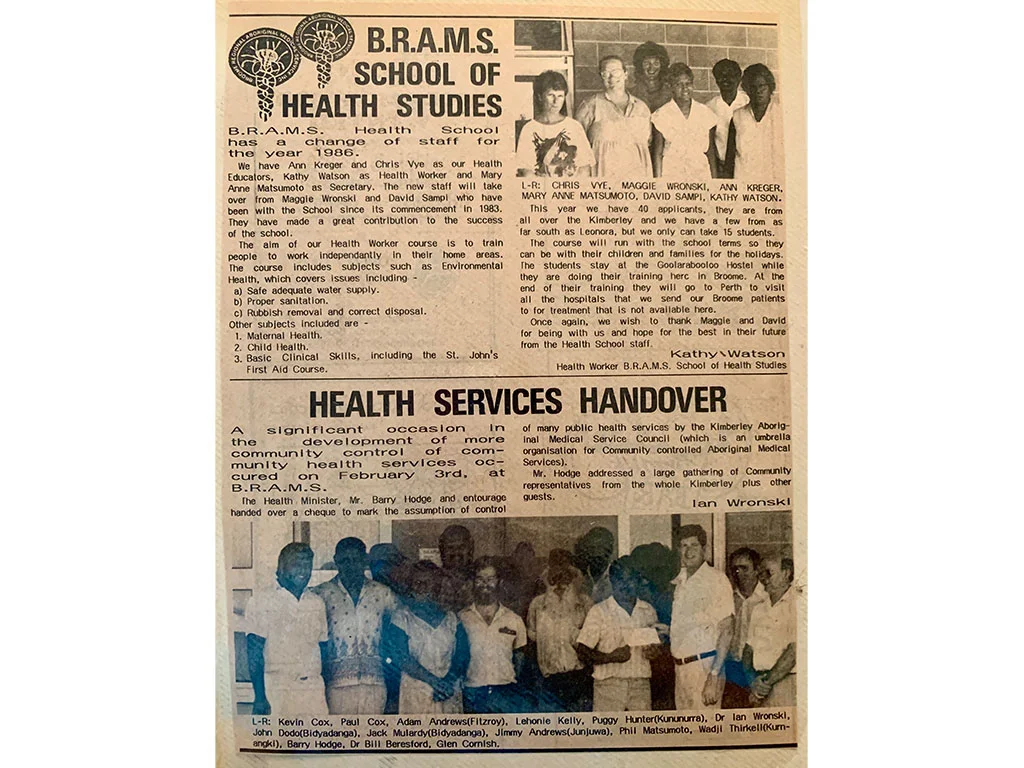 BROOME REGIONAL ABORIGINAL MEDICAL SERVICE INC
B.R.A.M.S.
SCHOOL OF
HEALTH STUDIES
B.R.A.M.S. Health School
has a change of staff for
the year 1986.
We have Ann Kreger and Chris Vye as our Health
Educators, Kathy Watson as Health Worker and Mary
Anne Matsumoto as Secretary. The new staff will take
over from Maggie Wronski and David Sampi who have
been with the School since its commencement in 1983.
They have made a great contribution to the success
of the school.
The aim of our Health Worker course is to train
people to work independantly in their home areas.
The course includes subjects such as Environmental
Health, which covers issues including -
a) Safe adequate water supply.
b) Proper sanitation.
c) Rubbish removal and correct disposal.
Other subjects included are -
1. Maternal Health.
2. Child Health.
3. Basic Clinical Skills, including the St. John's
First Aid Course.
L-R: CHRIS VYE, MAGGIE WRONSKI, ANN KREGER,
MARY ANNE MATSUMOTO, DAVID SAMPI, KATHY WATSON.
This year we have 40 applicants, they are from
all over the Kimberley and we have a few from as
far south as Leonora, but we only can take 15 students.
The course will run with the school terms so they
can be with their children and families for the holidays.
The students stay at the Goolarabooloo Hostel while
they are doing their training here in Broome. At the
end of their training they will go to Perth to visit
all the hospitals that we send our Broome patients
to for treatment that is not available here.
Once again, we wish to thank Maggie and David
for being with us and hope for the best in their future
from the Health School staff.
Kathy Watson
Health Worker B.R.A.M.S. School of Health Studies
HEALTH SERVICES HANDOVER
A significant occasion in
the development of more
community control of com-
munity health services oc-
cured on February 3rd, at
B.R.A.M.S.
The Health Minister, Mr. Barry Hodge and entourage
handed over a cheque to mark the assumption of control
of many public health services by the Kimberley Aborig-
inal Medical Service Council (which is an umbrella
organisation for Community controlled Aboriginal Medical
Services).
Mr. Hodge addressed a large gathering of Community
representatives from the whole Kimberley plus other
guests.
Ian Wronski
L-R: Kevin Cox, Paul Cox, Adam Andrews(Fitzroy), Lehonie Kelly, Puggy Hunter(Kununurra), Dr Ian Wronski,
John Dodo(Bidyadanga), Jack Mulardy(Bidyadanga), Jimmy Andrews(Junjuwa), Phil Matsumoto, Wadji Thirkell(Kurn-
angki), Barry Hodge, Dr Bill Beresford, Glen Cornish.